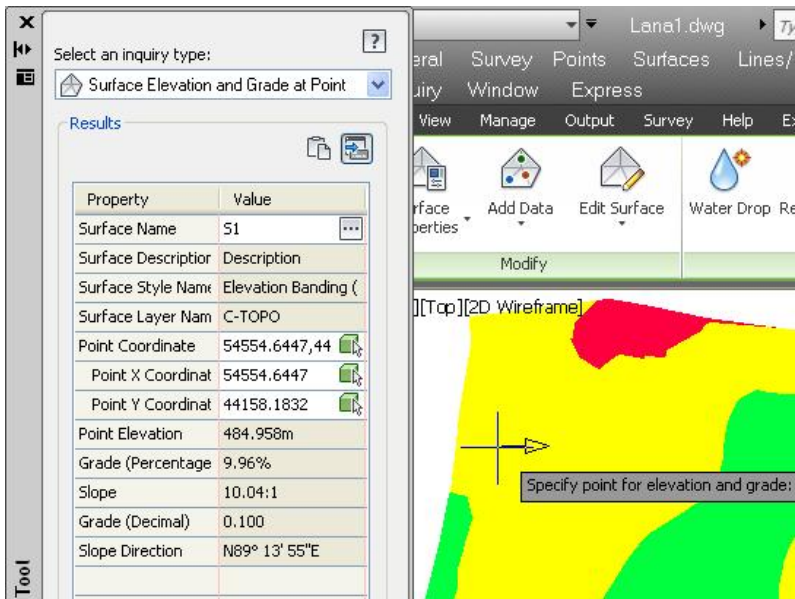 Select an inquiry type:
?
Surface Elevation and Grade at Point
Results
Property Value
Surface Name S1
Surface Descriptior Description
Surface Style Name Elevation Banding (
Surface Layer Nam C-TOPO
Point Coordinate 54554.6447,44
Point X Coordinat 54554.6447
Point Y Coordinat 44158.1832
Point Elevation 484.958m
Grade (Percentage 9.96%
Slope 10.04:1
Grade (Decimal) 0.100
Slope Direction N89° 13' 55"E
Tool
Lana1.dwg Ty
eral Survey Points Surfaces Lines/
uiry Window Express
View Manage Output Survey Help E
rface
perties
Add Data Edit Surface Water Drop Re
Modify
][Top][2D Wireframe]
Specify point for elevation and grade: